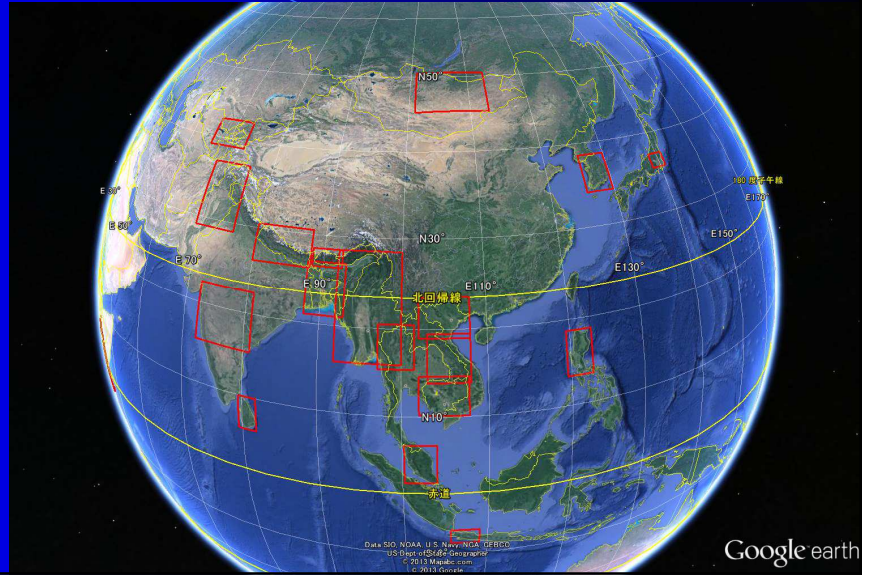 N50°
180 度子午線
E170°
E 30°
E 50°
E150°
N30°
E 70°
E130°
E 90°
E110°
北回帰線
N10°
赤道
Data SIO, NOAA, U.S. Navy, NGA, GEBCO
US Dept of State Geographer
© 2013 Mapabc.com
© 2013 Google
Google earth